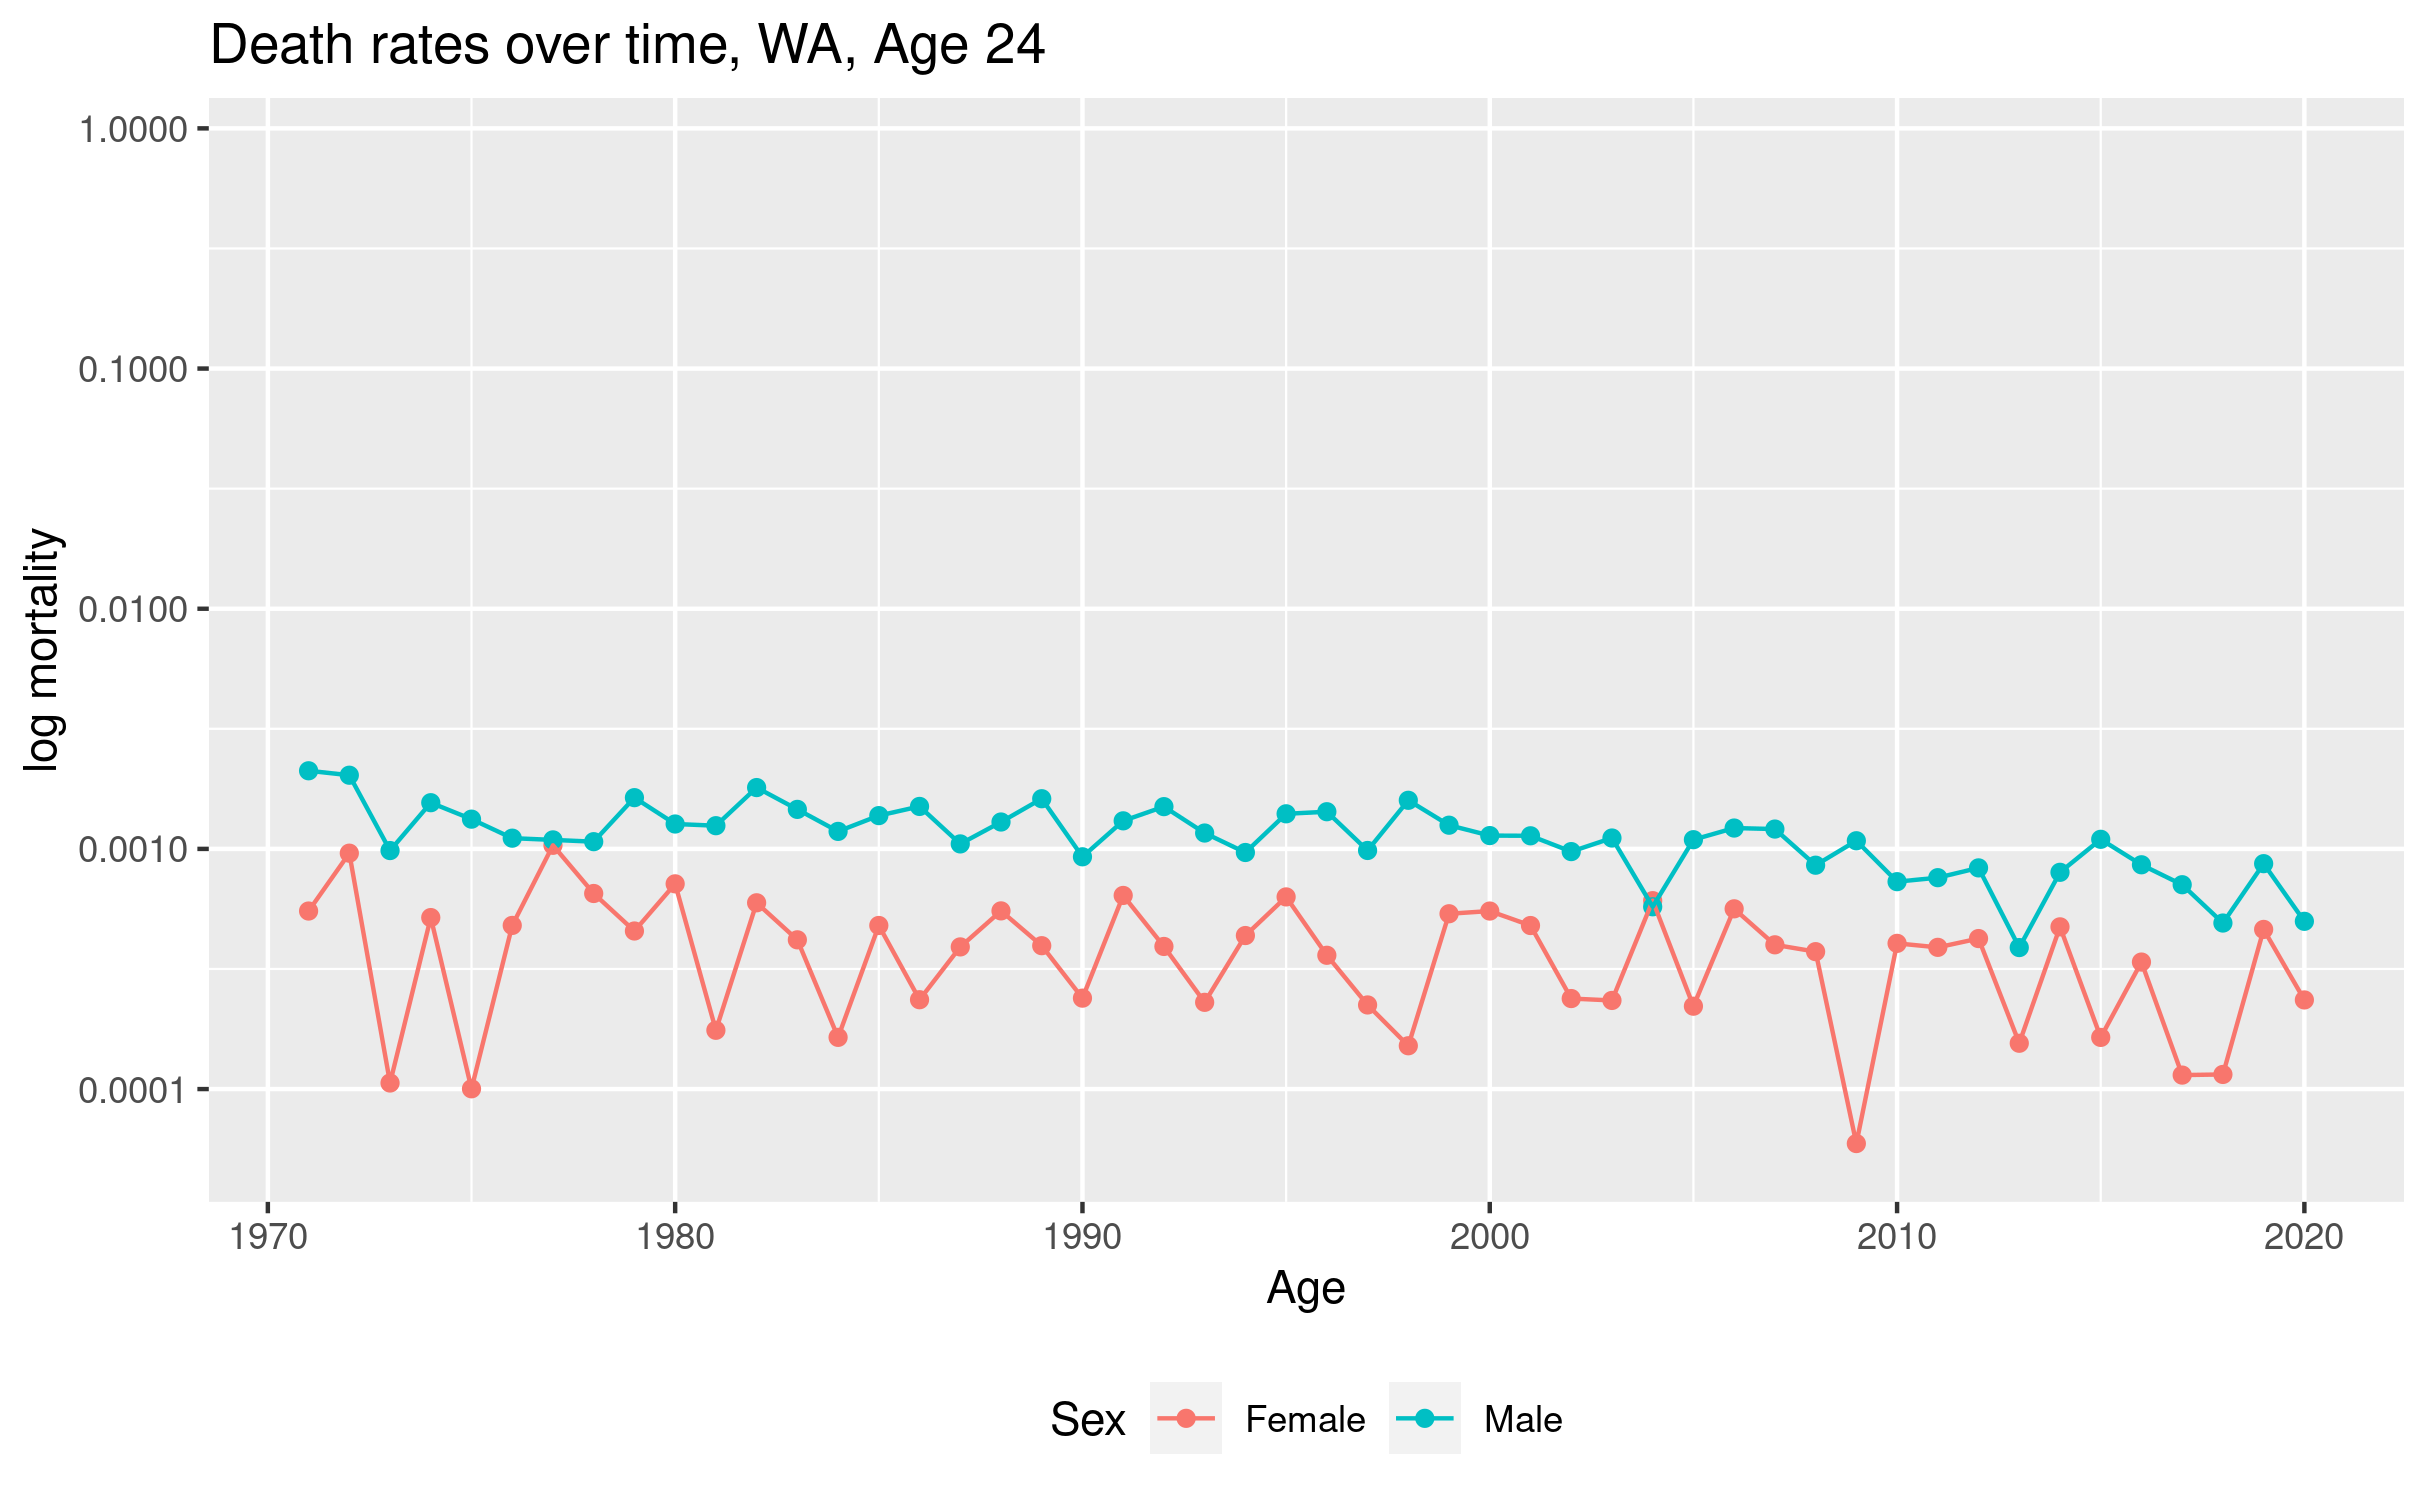 Death rates over time, WA, Age 24
log mortality
1.0000
0.1000
0.0100
0.0010
0.0001
1970 1980 1990 2000 2010 2020
Age
Sex Female Male